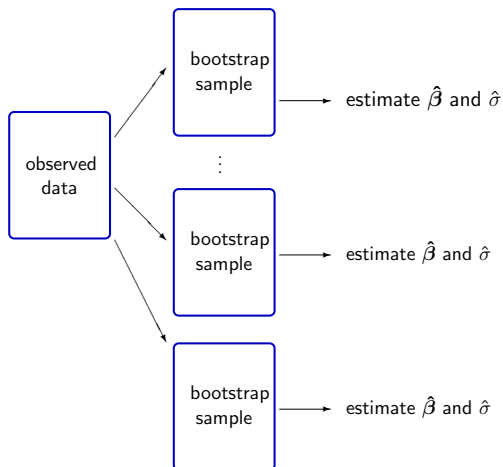 bootstrap
sample
estimate β̂ and σ̂
⋮
observed
data
bootstrap
sample
estimate β̂ and σ̂
bootstrap
sample
estimate β̂ and σ̂